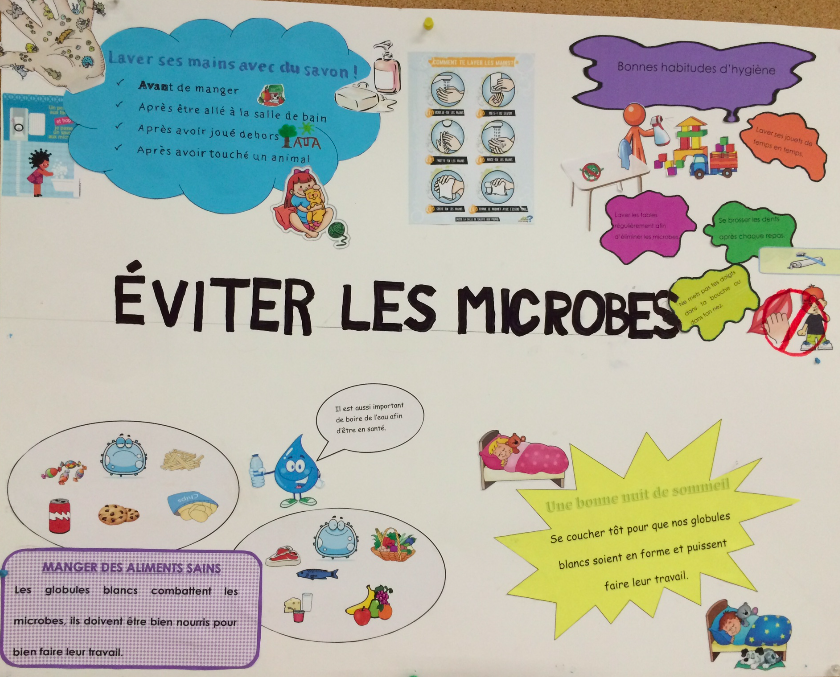 Laver ses mains avec du savon !
✓ Avant de manger
✓ Après être allé à la salle de bain
✓ Après avoir joué dehors
✓ Après avoir touché un animal
COMMENT TE LAVER LES MAINS?
Bonnes habitudes d'hygiène
Laver ses jouets de
temps en temps.
Laver les tables
régulièrement afin
d'éliminer les microbes
Se brosser les dents
après chaque repas.
Ne mets pas tes doigts
dans ta bouche ou
dans ton nez.
ÉVITER LES MICROBES
Il est aussi important
de boire de l'eau afin
d'être en santé.
MANGER DES ALIMENTS SAINS
Les globules blancs combattent les
microbes, ils doivent être bien nourris pour
bien faire leur travail.
Une bonne nuit de sommeil
Se coucher tôt pour que nos globules
blancs soient en forme et puissent
faire leur travail.